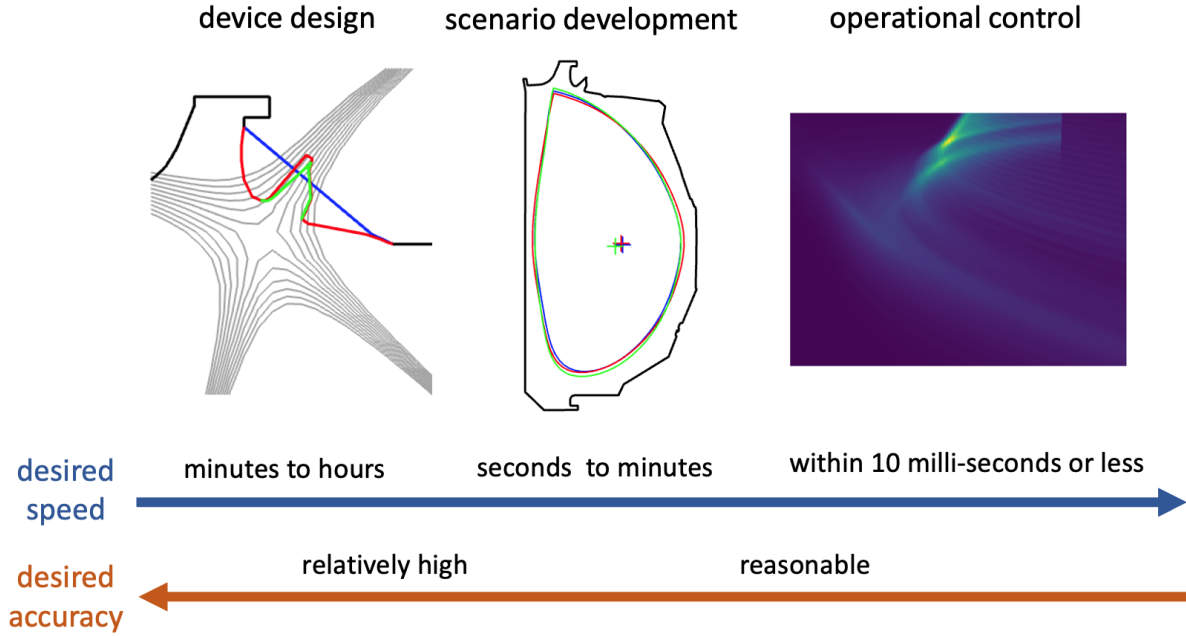 device design
scenario development
operational control
desired
speed
minutes to hours
seconds to minutes
within 10 milli-seconds or less
desired
accuracy
relatively high
reasonable